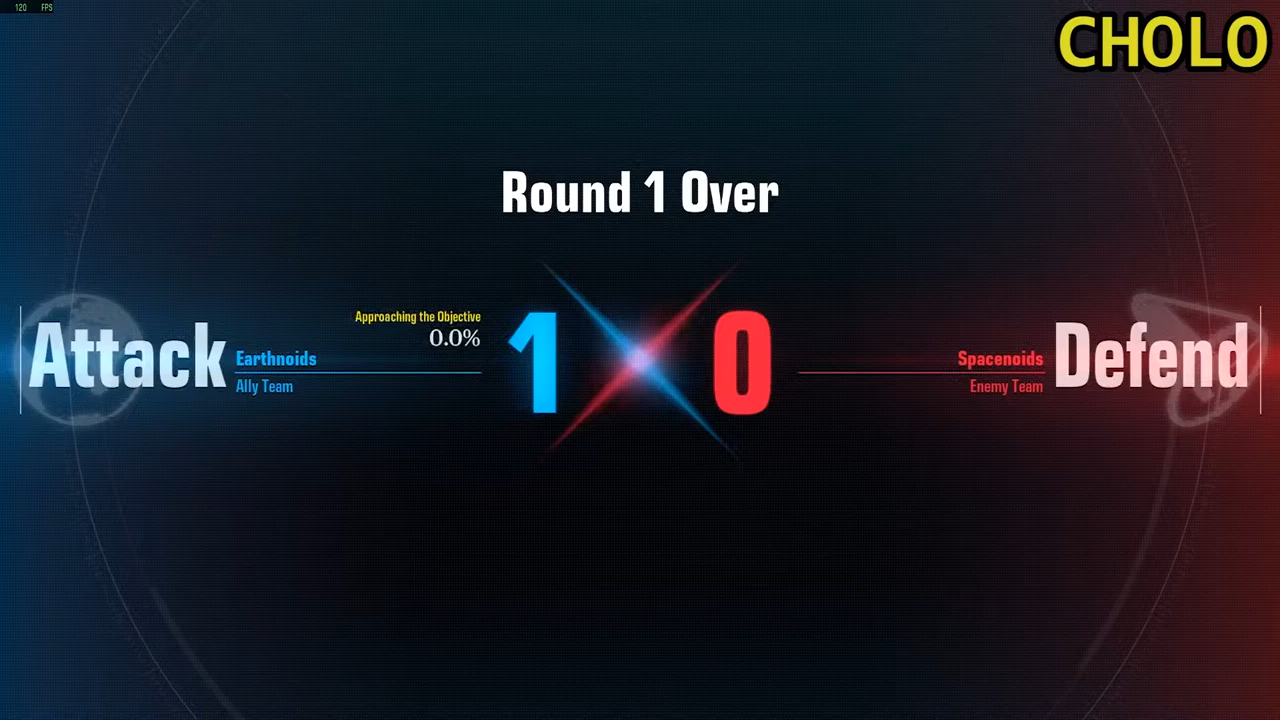 120 FPS
CHOLO
Round 1 Over
Attack
Earthnoids
Ally Team
Approaching the Objective
0.0%
1
0
Spacenoids
Enemy Team
Defend